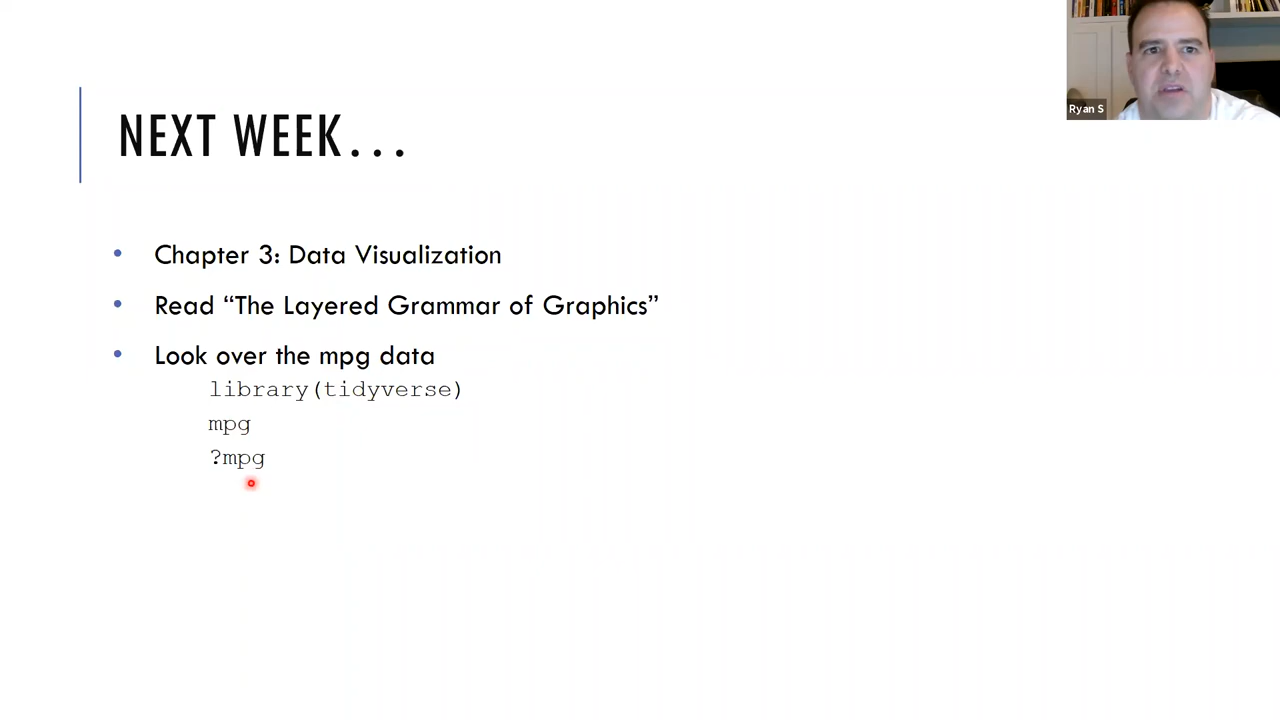 Ryan S
NEXT WEEK...
• Chapter 3: Data Visualization
• Read “The Layered Grammar of Graphics”
• Look over the mpg data
library(tidyverse)
mpg
?mpg